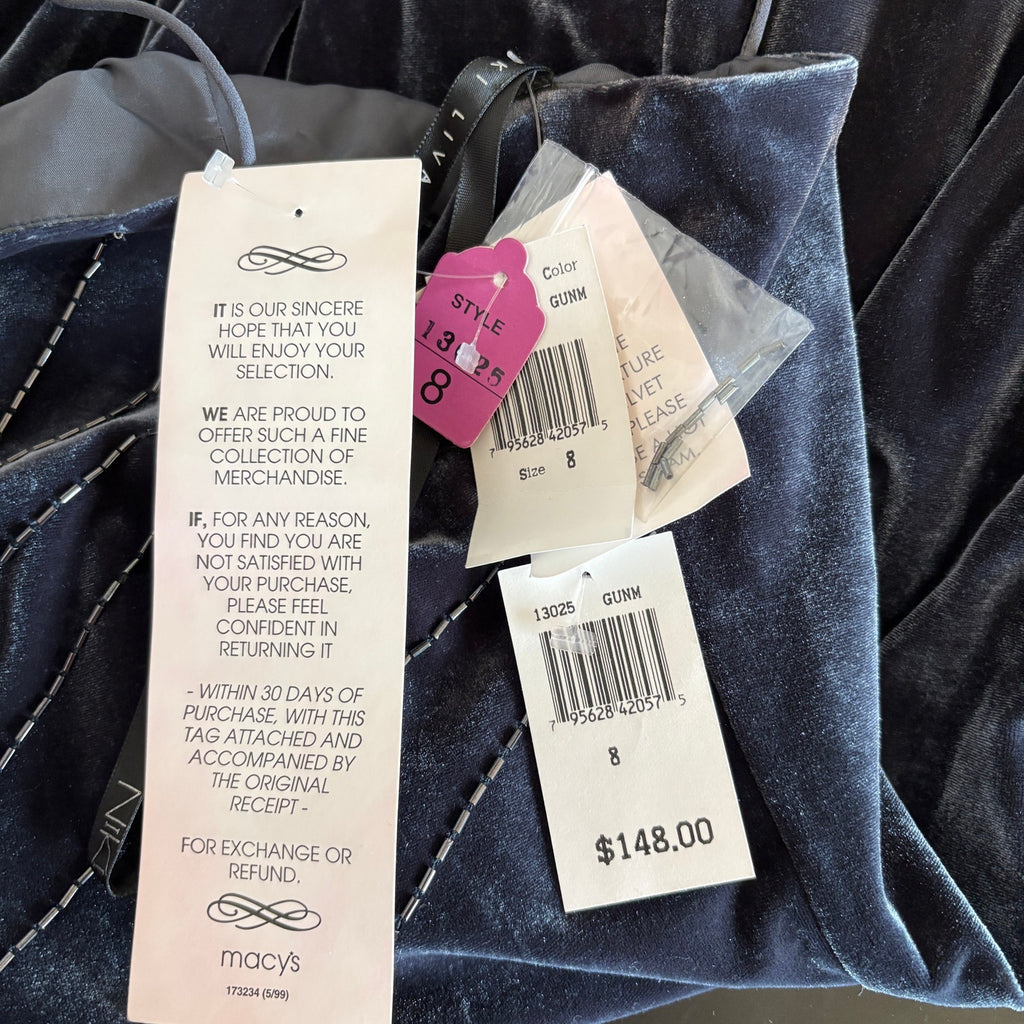 IT IS OUR SINCERE
HOPE THAT YOU
WILL ENJOY YOUR
SELECTION.
WE ARE PROUD TO
OFFER SUCH A FINE
COLLECTION OF
MERCHANDISE.
IF, FOR ANY REASON,
YOU FIND YOU ARE
NOT SATISFIED WITH
YOUR PURCHASE,
PLEASE FEEL
CONFIDENT IN
RETURNING IT
- WITHIN 30 DAYS OF
PURCHASE, WITH THIS
TAG ATTACHED AND
ACCOMPANIED BY
THE ORIGINAL
RECEIPT -
FOR EXCHANGE OR
REFUND.
macy's
173234 (5/99)
STYLE
13025
8
Color
GUNM
7 95628 42057 5
Size 8
PLEASE
13025 GUNM
7 95628 42057 5
8
$148.00